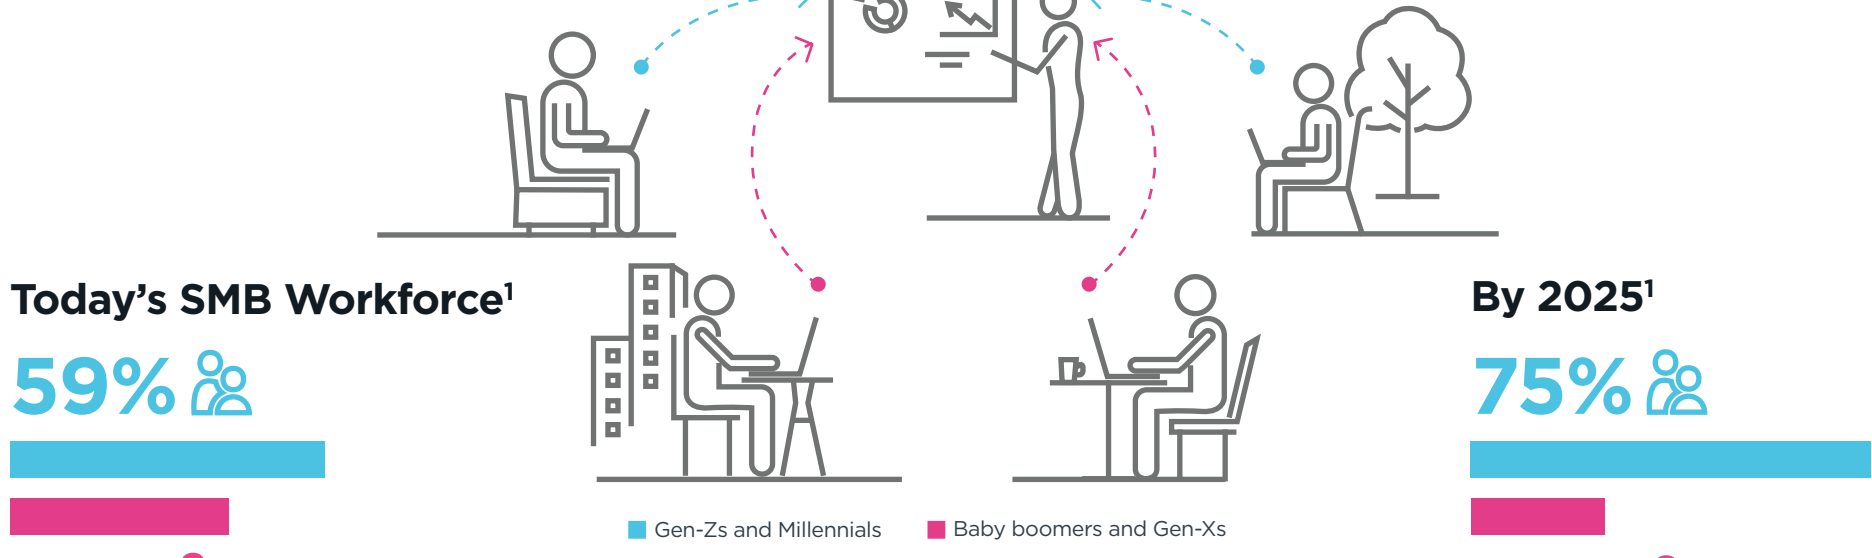 Today's SMB Workforce¹
59%
By 2025¹
75%
Gen-Zs and Millennials
Baby boomers and Gen-Xs